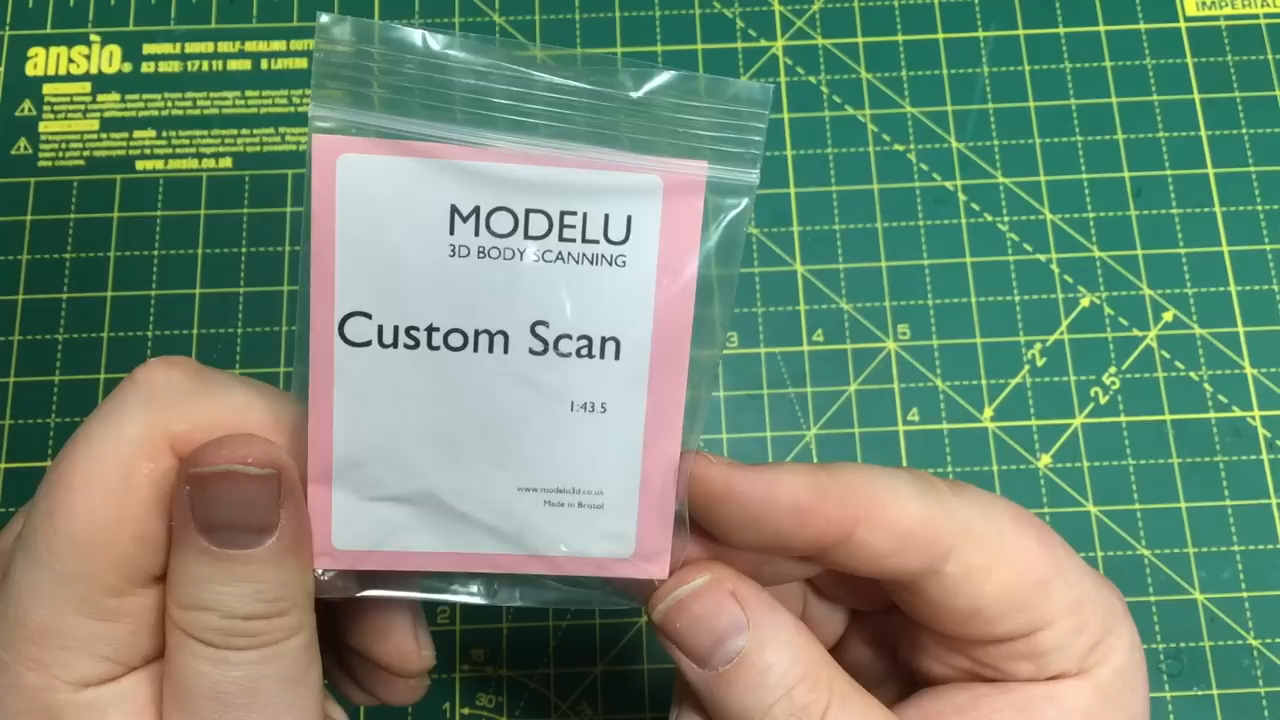 ansio®
DOUBLE SIDED SELF-HEALING CUTT
A3 SIZE: 17 X 11 INCH 5 LAYERS
www.ansio.co.uk
IMPERIAL
MODELU
3D BODY SCANNING
Custom Scan
1:43.5
www.modelu3d.co.uk
Made in Bristol
3
4
5
4
2"
2.5"
2
15
1
30°